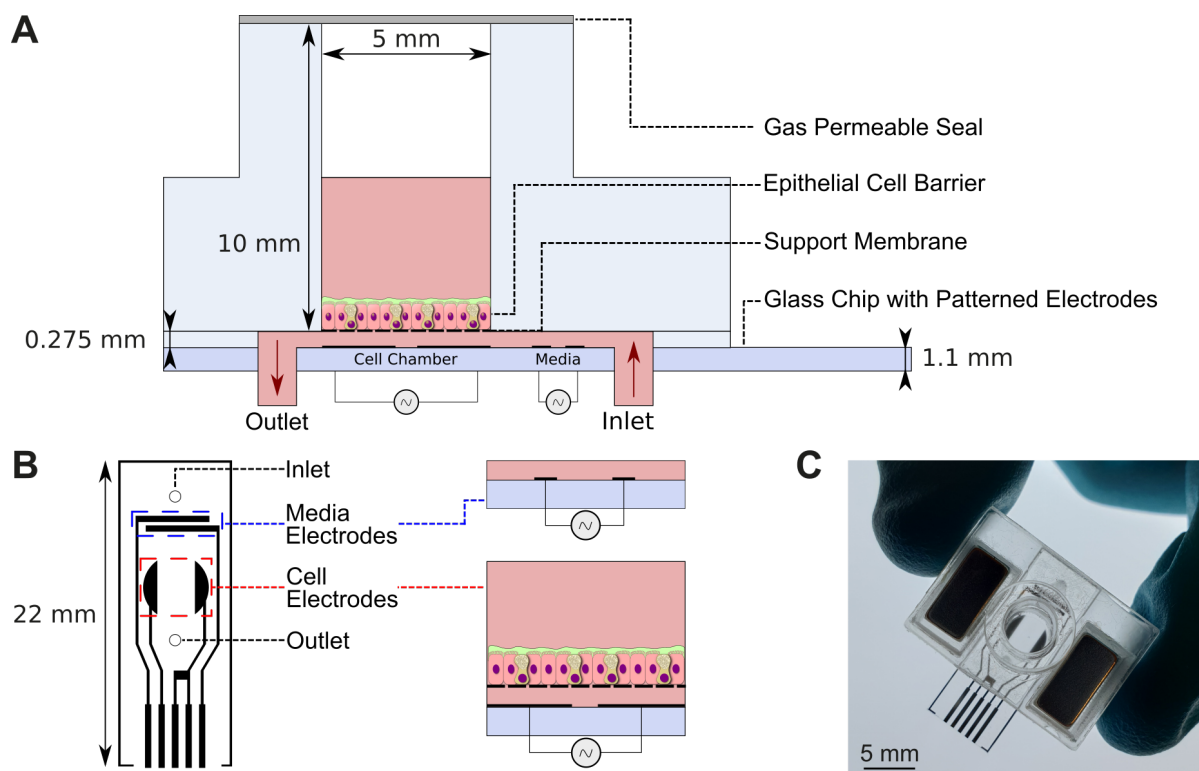 A
5 mm
Gas Permeable Seal
Epithelial Cell Barrier
10 mm
Support Membrane
Glass Chip with Patterned Electrodes
0.275 mm
Cell Chamber
Media
1.1 mm
Outlet
Inlet
B
Inlet
Media
Electrodes
Cell
Electrodes
22 mm
Outlet
C
5 mm